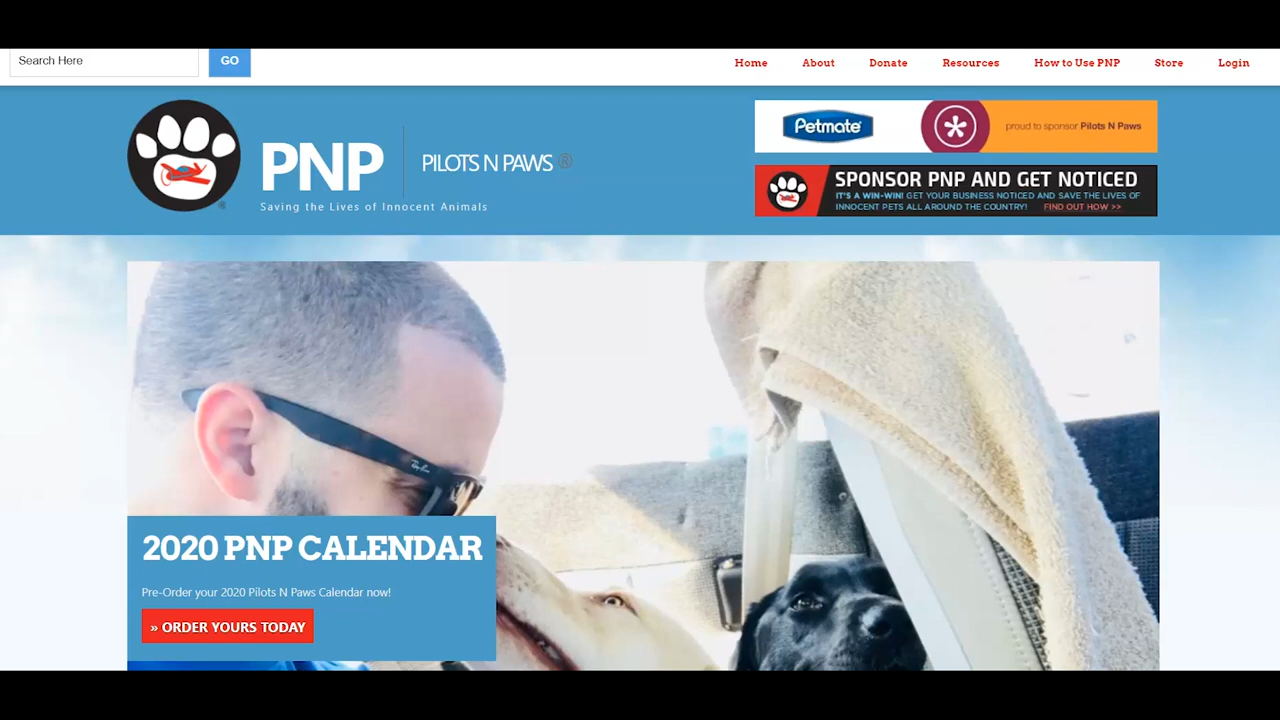 Search Here
GO
Home
About
Donate
Resources
How to Use PNP
Store
Login
PNP
PILOTS N PAWS ®
Saving the Lives of Innocent Animals
Petmate
proud to sponsor Pilots N Paws
SPONSOR PNP AND GET NOTICED
IT'S A WIN-WIN! GET YOUR BUSINESS NOTICED AND SAVE THE LIVES OF
INNOCENT PETS ALL AROUND THE COUNTRY! FIND OUT HOW >>
Ray-Ban
2020 PNP CALENDAR
Pre-Order your 2020 Pilots N Paws Calendar now!
» ORDER YOURS TODAY